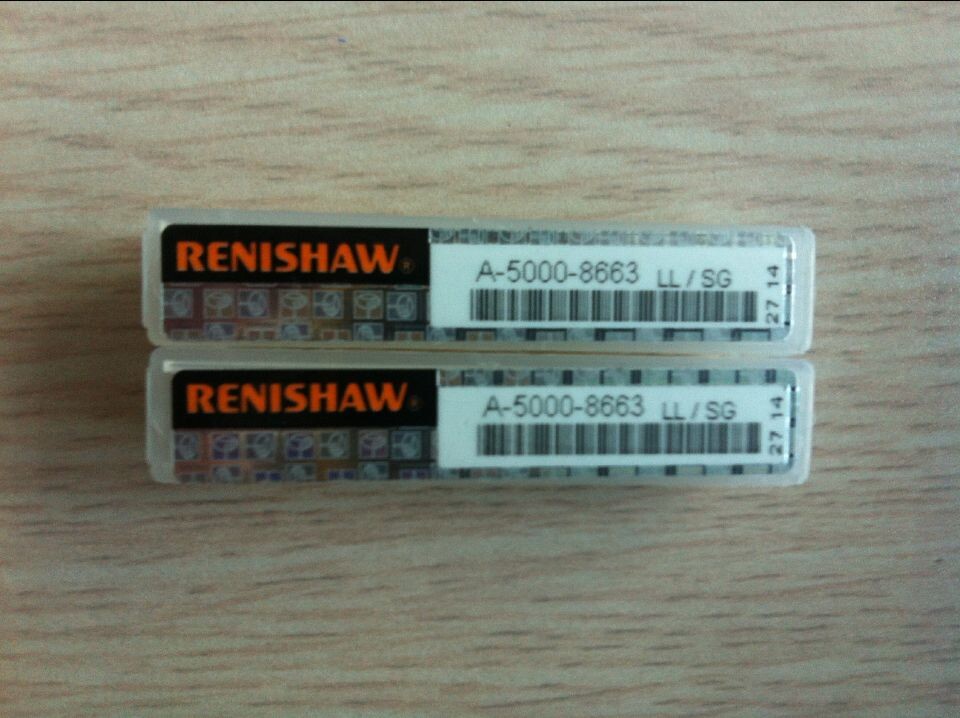 RENISHAW®
A-5000-8663 LL / SG
27 14
RENISHAW®
A-5000-8663 LL / SG
27 14